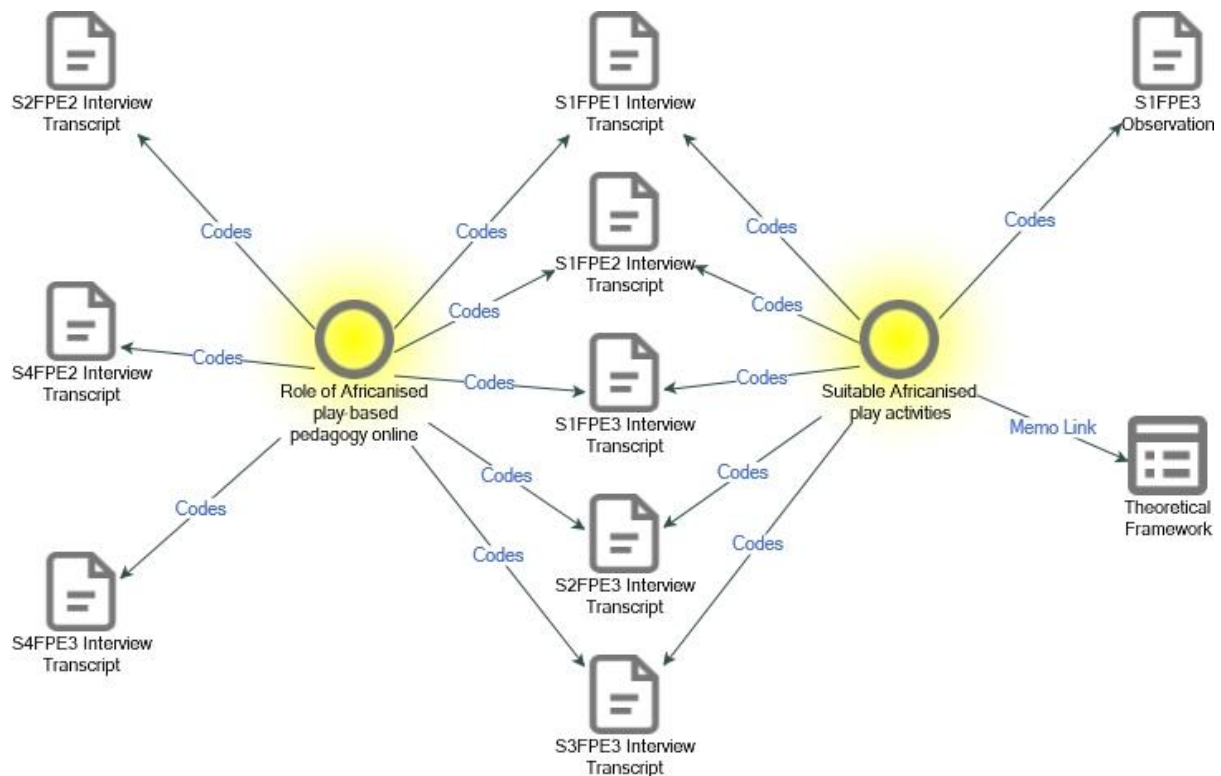 S2FPE2 Interview
Transcript
S1FPE1 Interview
Transcript
S1FPE3
Observation
Codes
Codes
Codes
Codes
S1FPE2 Interview
Transcript
Codes
Codes
S4FPE2 Interview
Transcript
Codes
Codes
Codes
Role of Africanised
play based
pedagogy online
S1FPE3 Interview
Transcript
Suitable Africanised
play activities
Memo Link
Codes
Codes
Codes
Codes
Codes
Theoretical
Framework
S2FPE3 Interview
Transcript
S4FPE3 Interview
Transcript
S3FPE3 Interview
Transcript